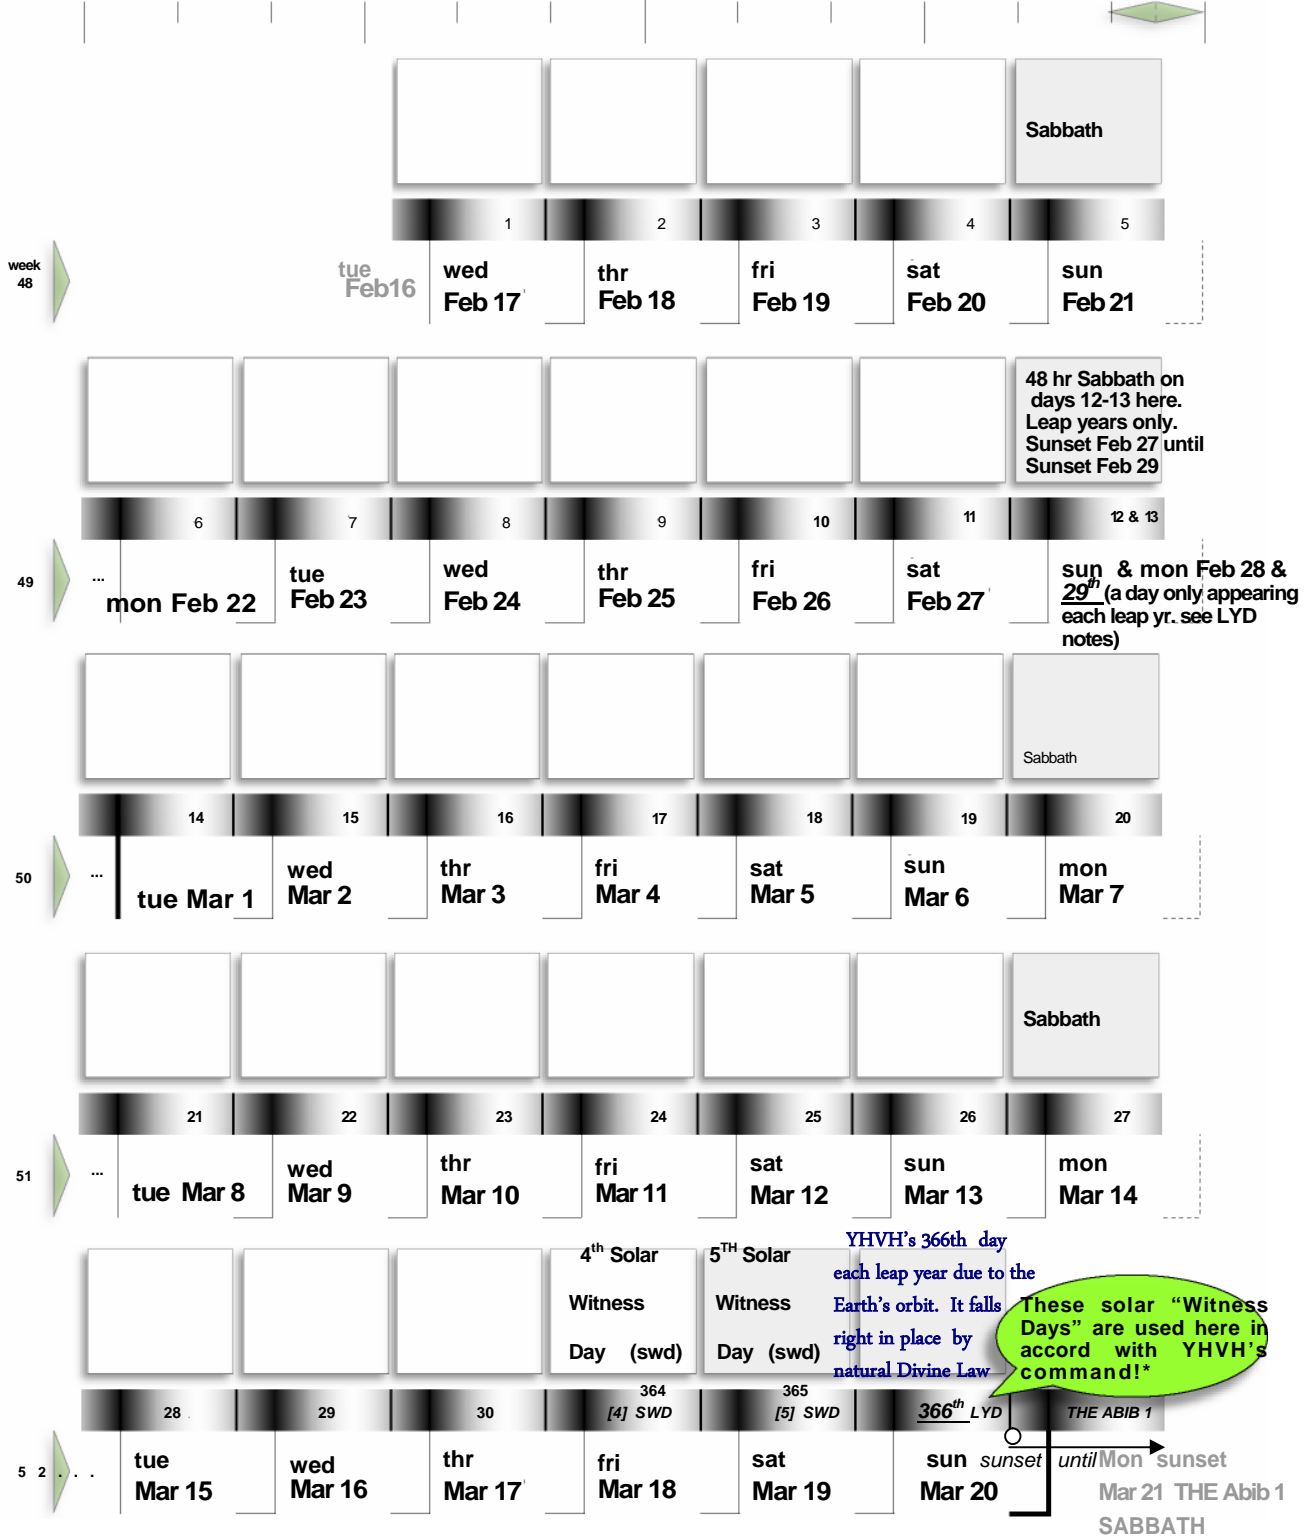 Sabbath
1 2 3 4 5
week
48
tue
Feb16
wed
Feb 17
thr
Feb 18
fri
Feb 19
sat
Feb 20
sun
Feb 21
48 hr Sabbath on
days 12-13 here.
Leap years only.
Sunset Feb 27 until
Sunset Feb 29
6 7 8 9 10 11 12 & 13
49
...
mon Feb 22
tue
Feb 23
wed
Feb 24
thr
Feb 25
fri
Feb 26
sat
Feb 27
sun & mon Feb 28 &
29th (a day only appearing
each leap yr. see LYD
notes)
Sabbath
14 15 16 17 18 19 20
50
...
tue Mar 1
wed
Mar 2
thr
Mar 3
fri
Mar 4
sat
Mar 5
sun
Mar 6
mon
Mar 7
Sabbath
21 22 23 24 25 26 27
51
...
tue Mar 8
wed
Mar 9
thr
Mar 10
fri
Mar 11
sat
Mar 12
sun
Mar 13
mon
Mar 14
4th Solar
Witness
Day (swd)
5TH Solar
Witness
Day (swd)
YHVH's 366th day
each leap year due to the
Earth's orbit. It falls
right in place by
natural Divine Law
These solar “Witness
Days” are used here in
accord with YHVH's
command!*
28 29 30
364
[4] SWD
365
[5] SWD
366th LYD
THE ABIB 1
5 2 . . .
tue
Mar 15
wed
Mar 16
thr
Mar 17
fri
Mar 18
sat
Mar 19
sun
Mar 20
sunset until Mon sunset
Mar 21 THE Abib 1
SABBATH